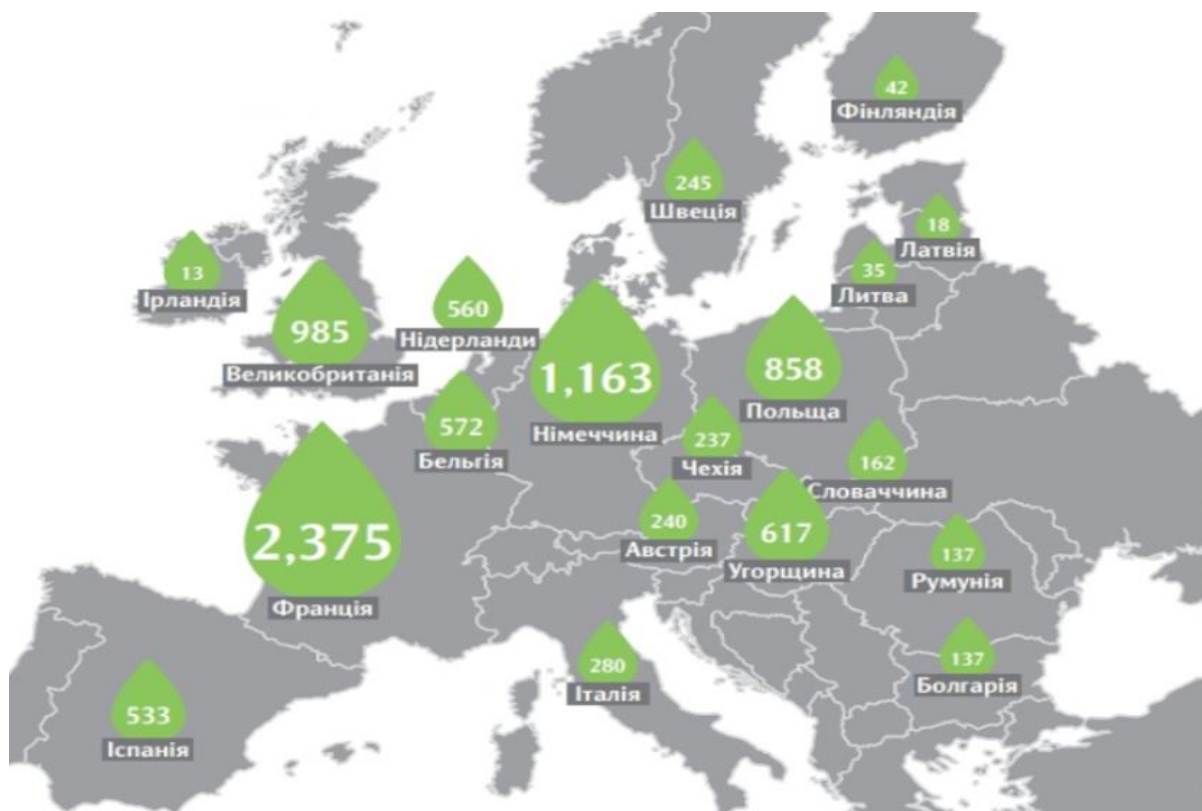 42
Фінляндія
245
Швеція
18
Латвія
35
Литва
13
Ірландія
985
Великобританія
560
Нідерланди
1,163
Німеччина
858
Польща
572
Бельгія
237
Чехія
162
Словаччина
2,375
Франція
240
Австрія
617
Угорщина
137
Румунія
137
Болгарія
280
Італія
533
Іспанія